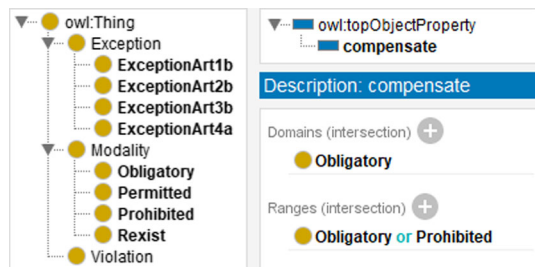 owl:Thing
Exception
ExceptionArt1b
ExceptionArt2b
ExceptionArt3b
ExceptionArt4a
Modality
Obligatory
Permitted
Prohibited
Rexist
Violation
owl:topObjectProperty
compensate
Description: compensate
Domains (intersection)
Obligatory
Ranges (intersection)
Obligatory or Prohibited